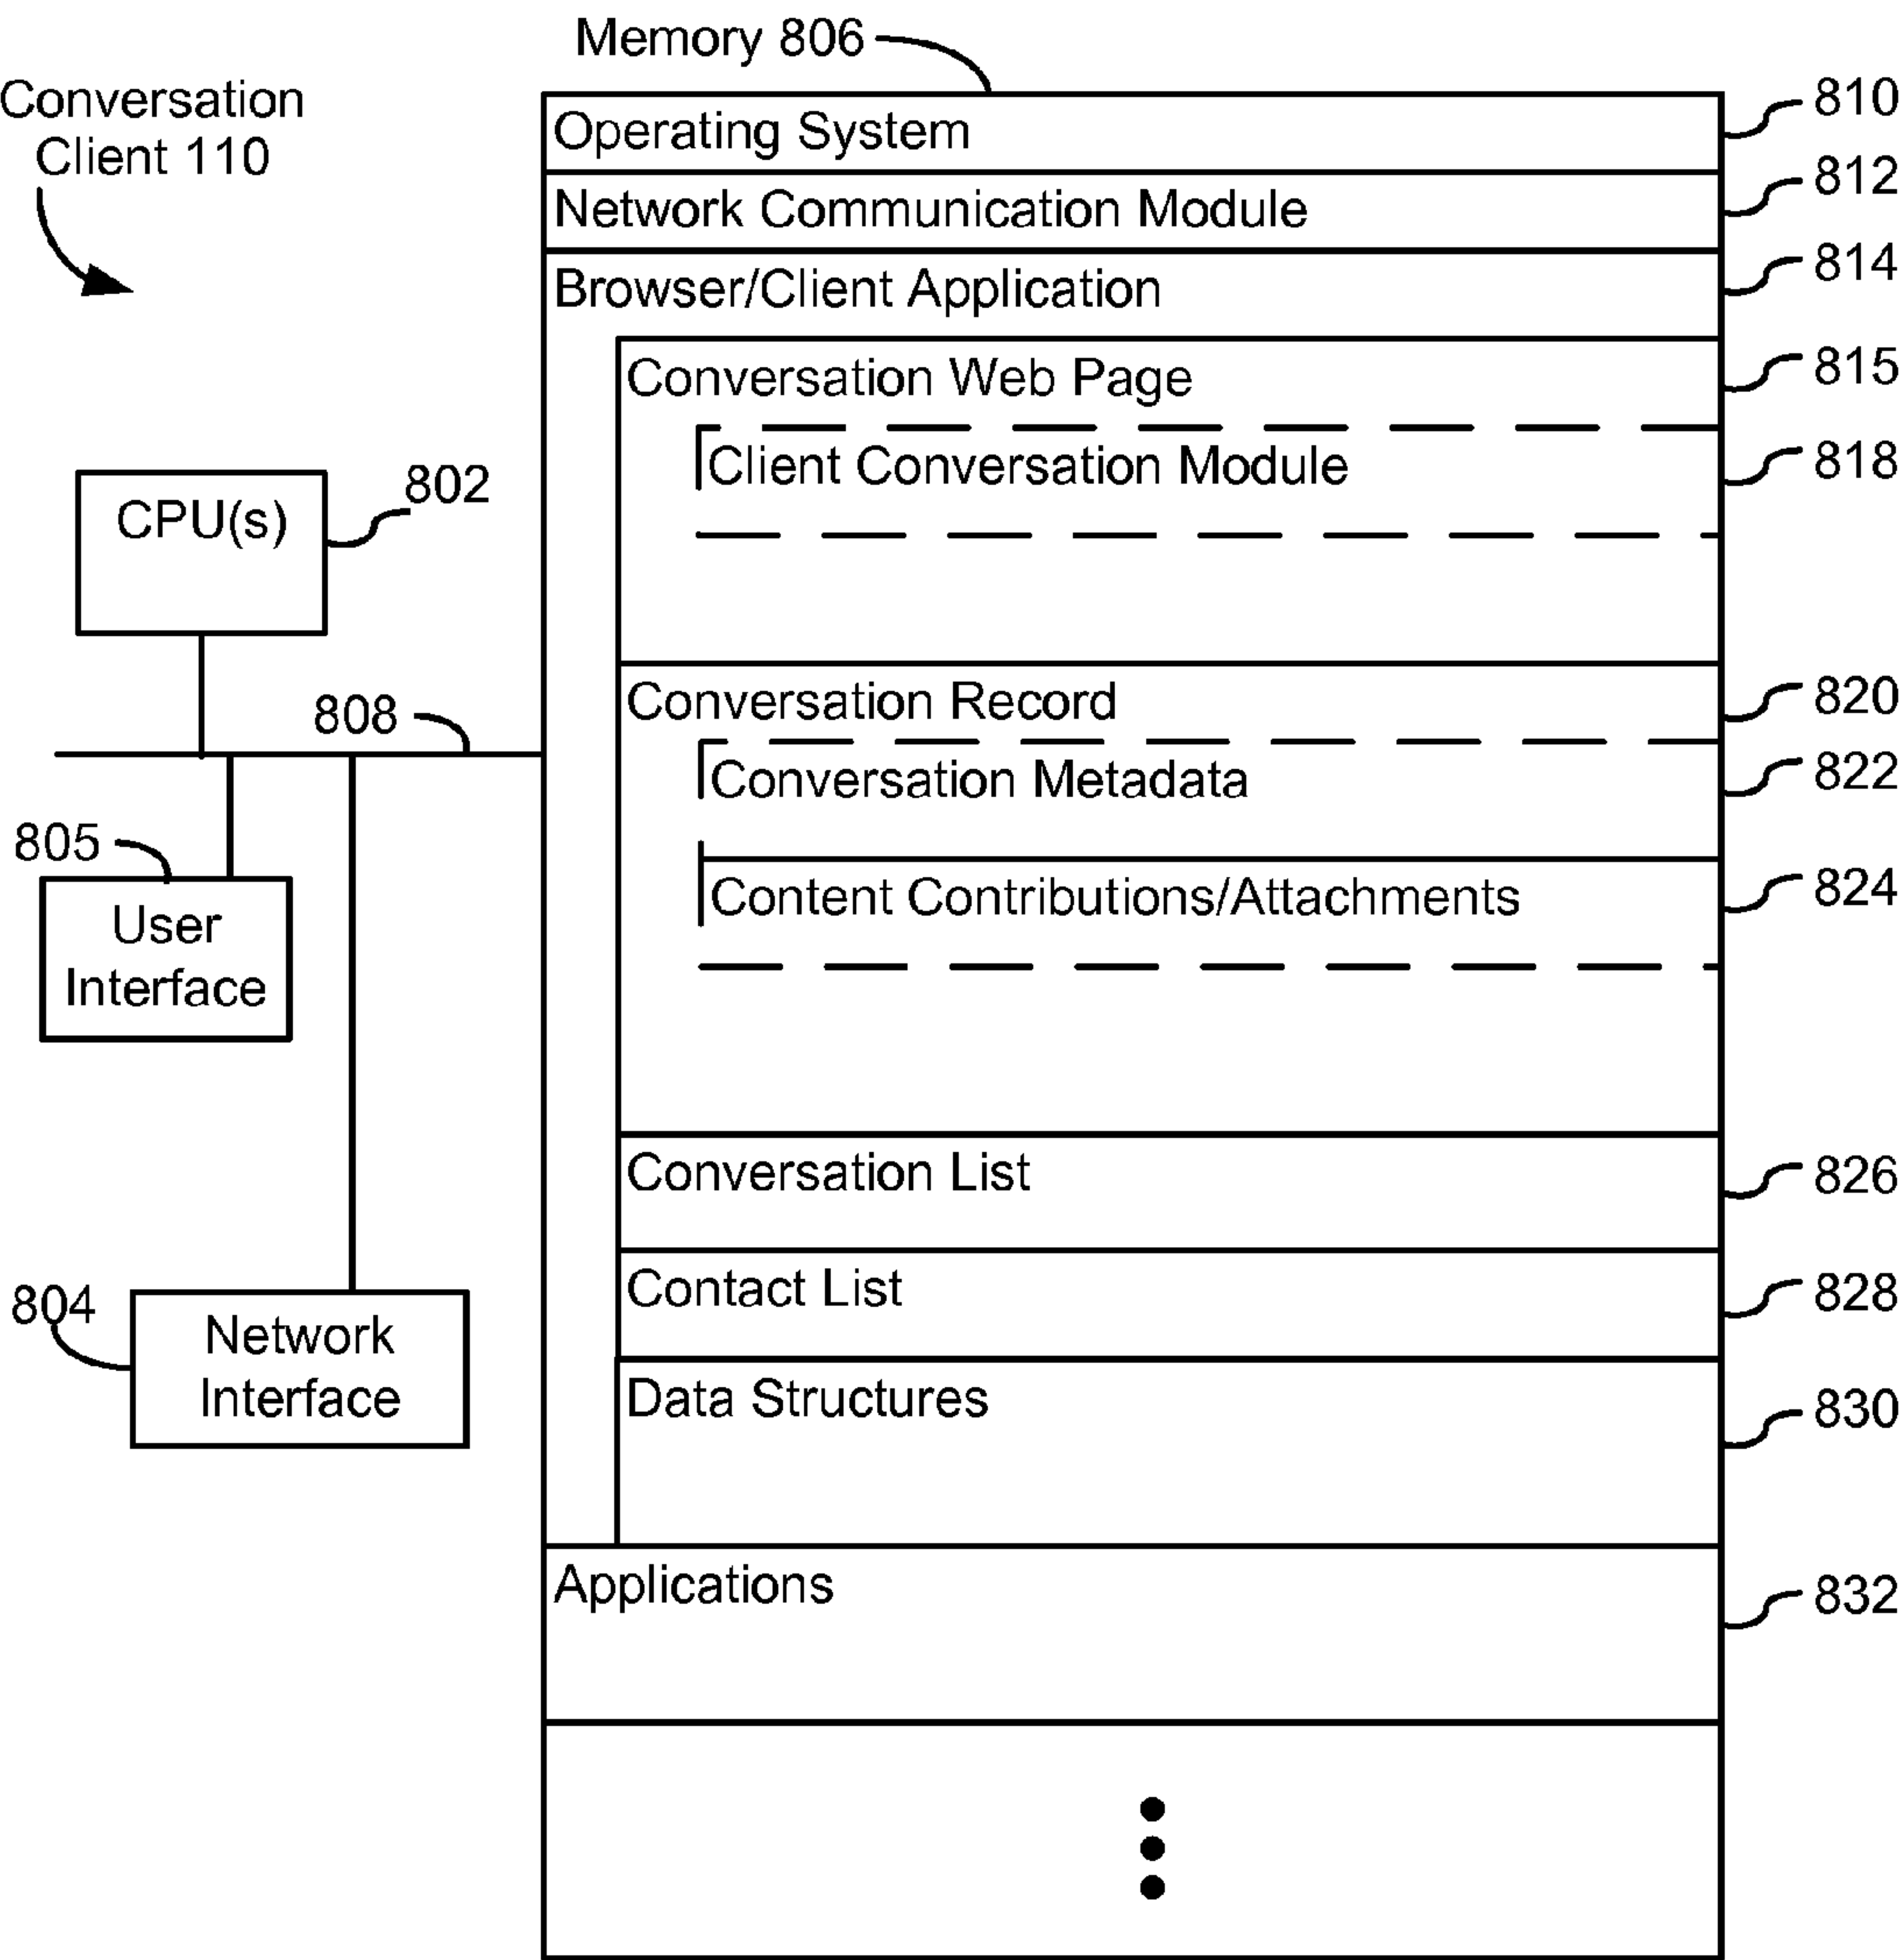 Memory 806
Conversation
Client 110
Operating System
810
Network Communication Module
812
Browser/Client Application
814
Conversation Web Page
815
Client Conversation Module
818
CPU(s)
802
Conversation Record
820
808
Conversation Metadata
822
805
Content Contributions/Attachments
824
User
Interface
Conversation List
826
Contact List
828
804
Network
Interface
Data Structures
830
Applications
832